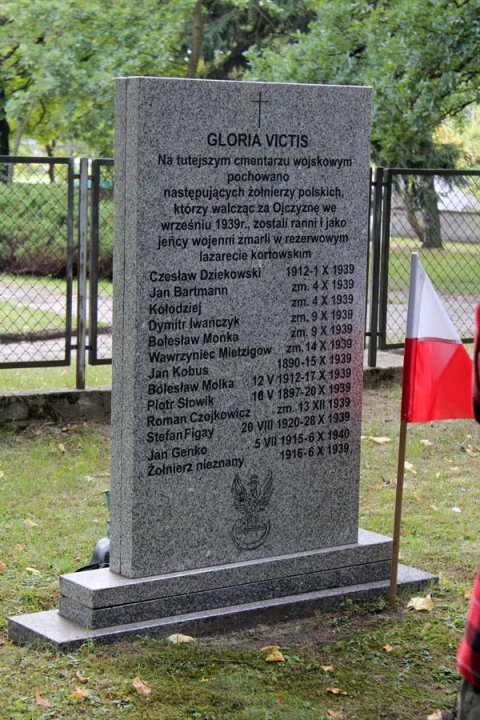 GLORIA VICTIS
Na tutejszym cmentarzu wojskowym
pochowano
następujących żołnierzy polskich,
którzy walcząc za Ojczyznę we
wrześniu 1939r., zostali ranni i jako
jeńcy wojenni zmarli w rezerwowym
lazarecie kortowskim
Czesław Dziekowski 1912-1 X 1939
Jan Bartmann zm. 4 X 1939
Kołodziej zm. 4 X 1939
Dymitr Iwańczyk zm. 9 X 1939
Bolesław Monka zm. 9 X 1939
Wawrzyniec Mietzigow zm. 14 X 1939
Jan Kobus 1890-15 X 1939
Bolesław Molka 12 V 1912-17 X 1939
Piotr Słowik 16 V 1897-20 X 1939
Roman Czojkowicz zm. 13 XII 1939
Stefan Figay 20 VIII 1920-28 X 1939
Jan Genko 5 VII 1915-6 X 1940
Żołnierz nieznany 1916-6 X 1939